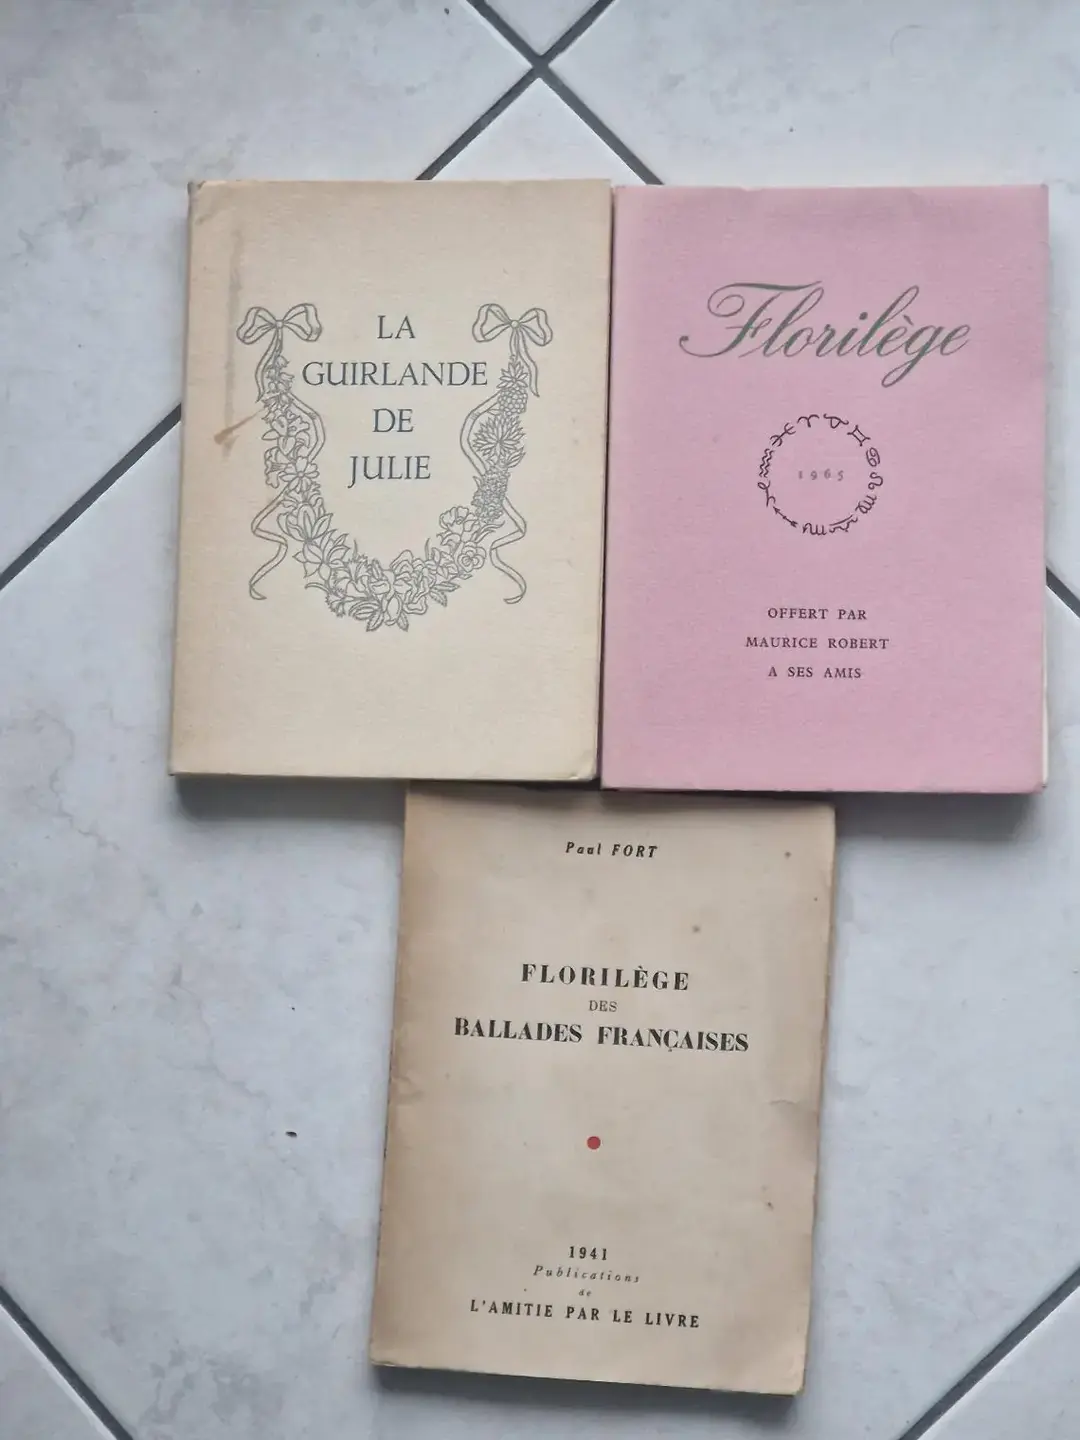 LA
GUIRLANDE
DE
JULIE
Florilège
1965
OFFERT PAR
MAURICE ROBERT
A SES AMIS
Paul FORT
FLORILÈGE
DES
BALLADES FRANÇAISES
1941
Publications
de
L'AMITIE PAR LE LIVRE